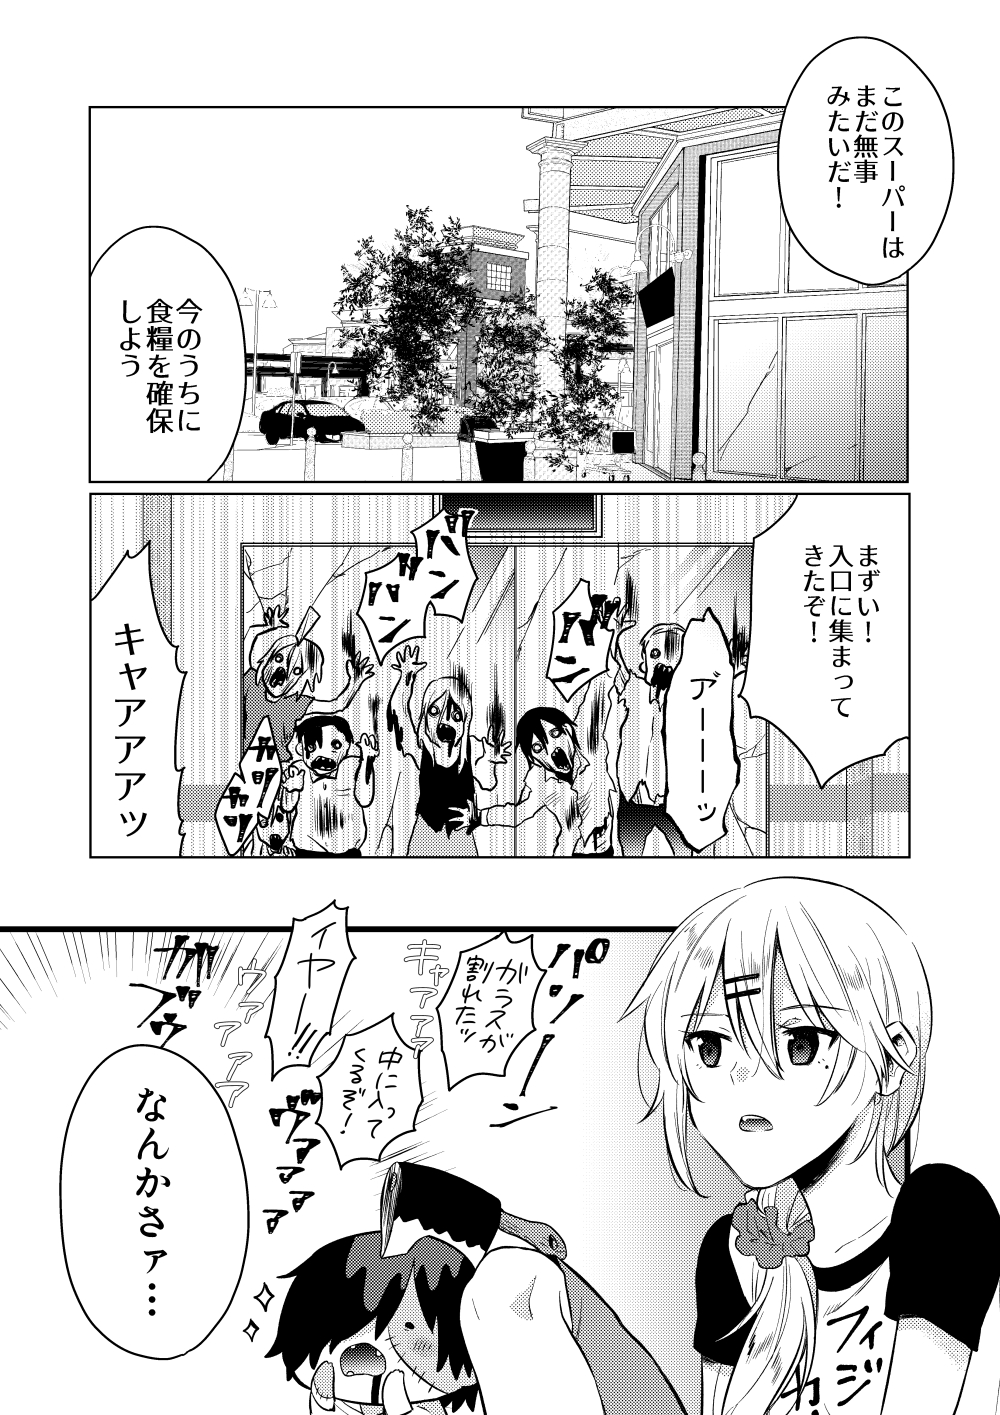 このスーパーは
まだ無事
みたいだ！
今のうちに
食糧を確保
しよう
まずい！
入口に集まって
きたぞ！
アーーーッ
バン
バンバン
キャアアアッ
ガリガリ
パリーン
ガラスが
割れたッ
キャアアア
中に入って
くるぞ！
イヤー！！
ウアアアア
ヴァアアア
ガブゥ
なんかさァ…
フィジカ